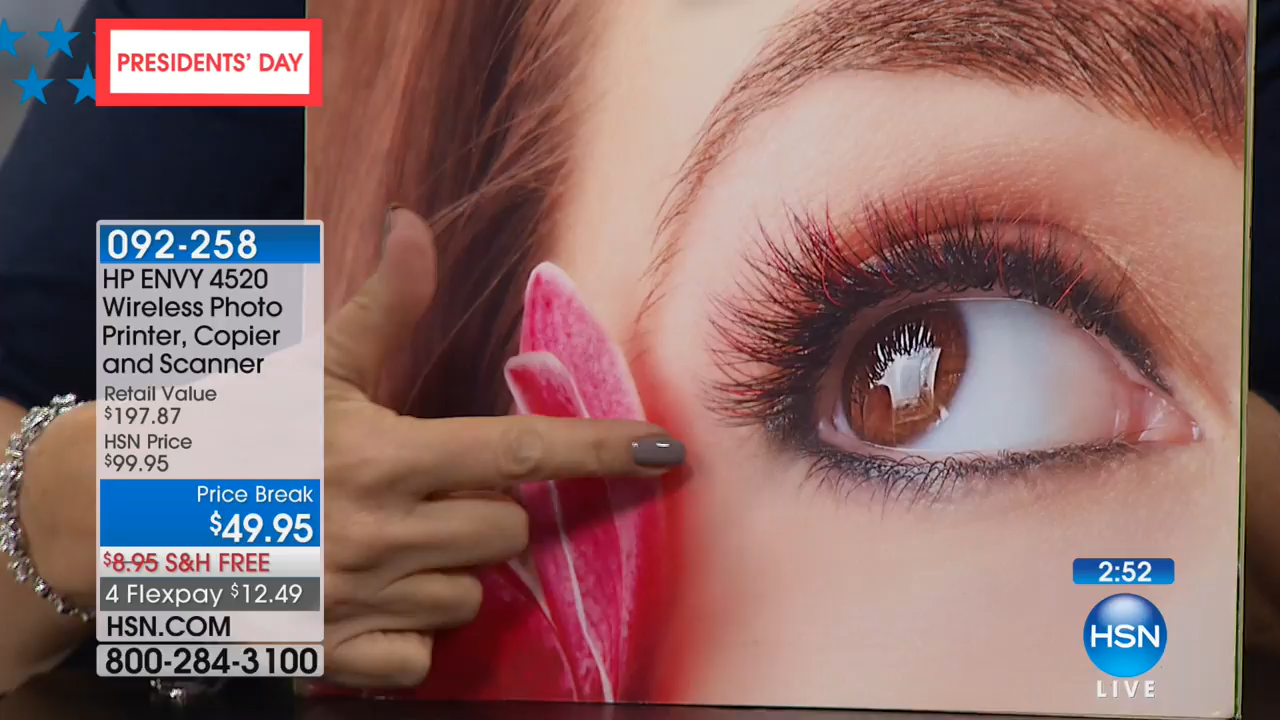 PRESIDENTS' DAY
092-258
HP ENVY 4520
Wireless Photo
Printer, Copier
and Scanner
Retail Value
$197.87
HSN Price
$99.95
Price Break
$49.95
$8.95 S&H FREE
4 Flexpay $12.49
HSN.COM
800-284-3100
2:52
HSN
LIVE